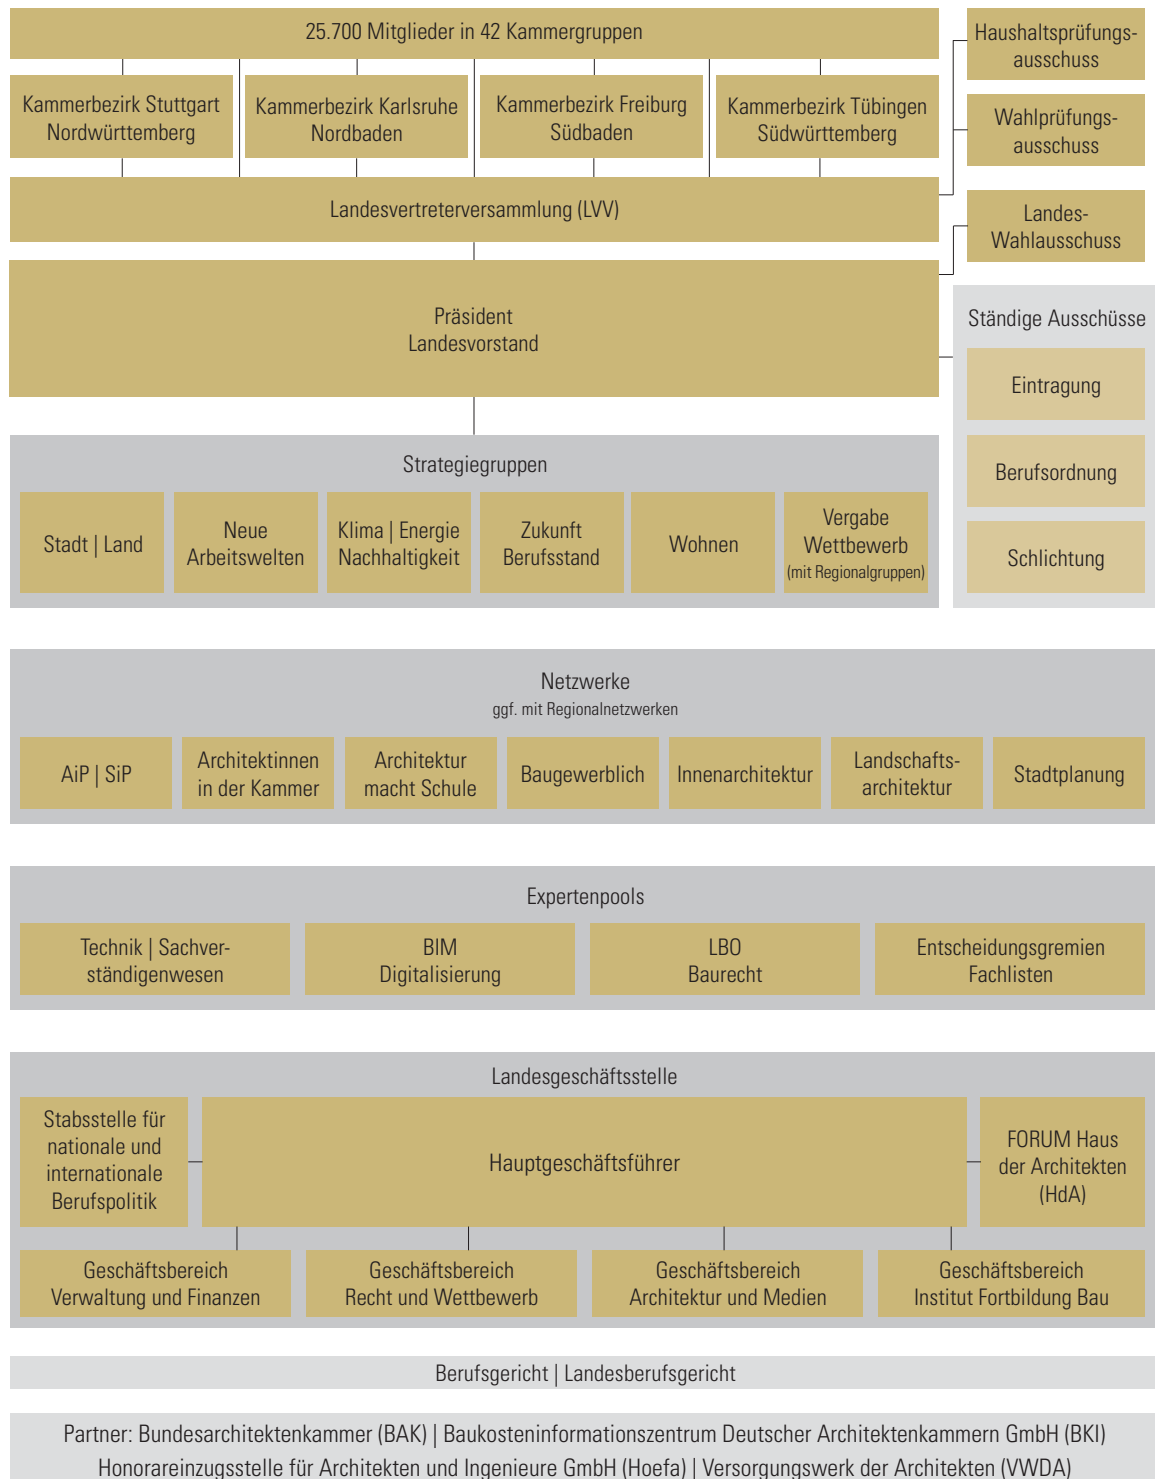 25.700 Mitglieder in 42 Kammergruppen
Kammerbezirk Stuttgart
Nordwürttemberg
Kammerbezirk Karlsruhe
Nordbaden
Kammerbezirk Freiburg
Südbaden
Kammerbezirk Tübingen
Südwürttemberg
Landesvertreterversammlung (LVV)
Haushaltsprüfungs-
ausschuss
Wahlprüfungs-
ausschuss
Landes-
Wahlausschuss
Präsident
Landesvorstand
Ständige Ausschüsse
Eintragung
Berufsordnung
Schlichtung
Strategiegruppen
Stadt | Land
Neue
Arbeitswelten
Klima | Energie
Nachhaltigkeit
Zukunft
Berufsstand
Wohnen
Vergabe
Wettbewerb
(mit Regionalgruppen)
Netzwerke
ggf. mit Regionalnetzwerken
AiP | SiP
Architektinnen
in der Kammer
Architektur
macht Schule
Baugewerblich
Innenarchitektur
Landschafts-
architektur
Stadtplanung
Expertenpools
Technik | Sachver-
ständigenwesen
BIM
Digitalisierung
LBO
Baurecht
Entscheidungsgremien
Fachlisten
Landesgeschäftsstelle
Stabsstelle für
nationale und
internationale
Berufspolitik
Hauptgeschäftsführer
FORUM Haus
der Architekten
(HdA)
Geschäftsbereich
Verwaltung und Finanzen
Geschäftsbereich
Recht und Wettbewerb
Geschäftsbereich
Architektur und Medien
Geschäftsbereich
Institut Fortbildung Bau
Berufsgericht | Landesberufsgericht
Partner: Bundesarchitektenkammer (BAK) | Baukosteninformationszentrum Deutscher Architektenkammern GmbH (BKI)
Honorareinzugsstelle für Architekten und Ingenieure GmbH (Hoefa) | Versorgungswerk der Architekten (VWDA)